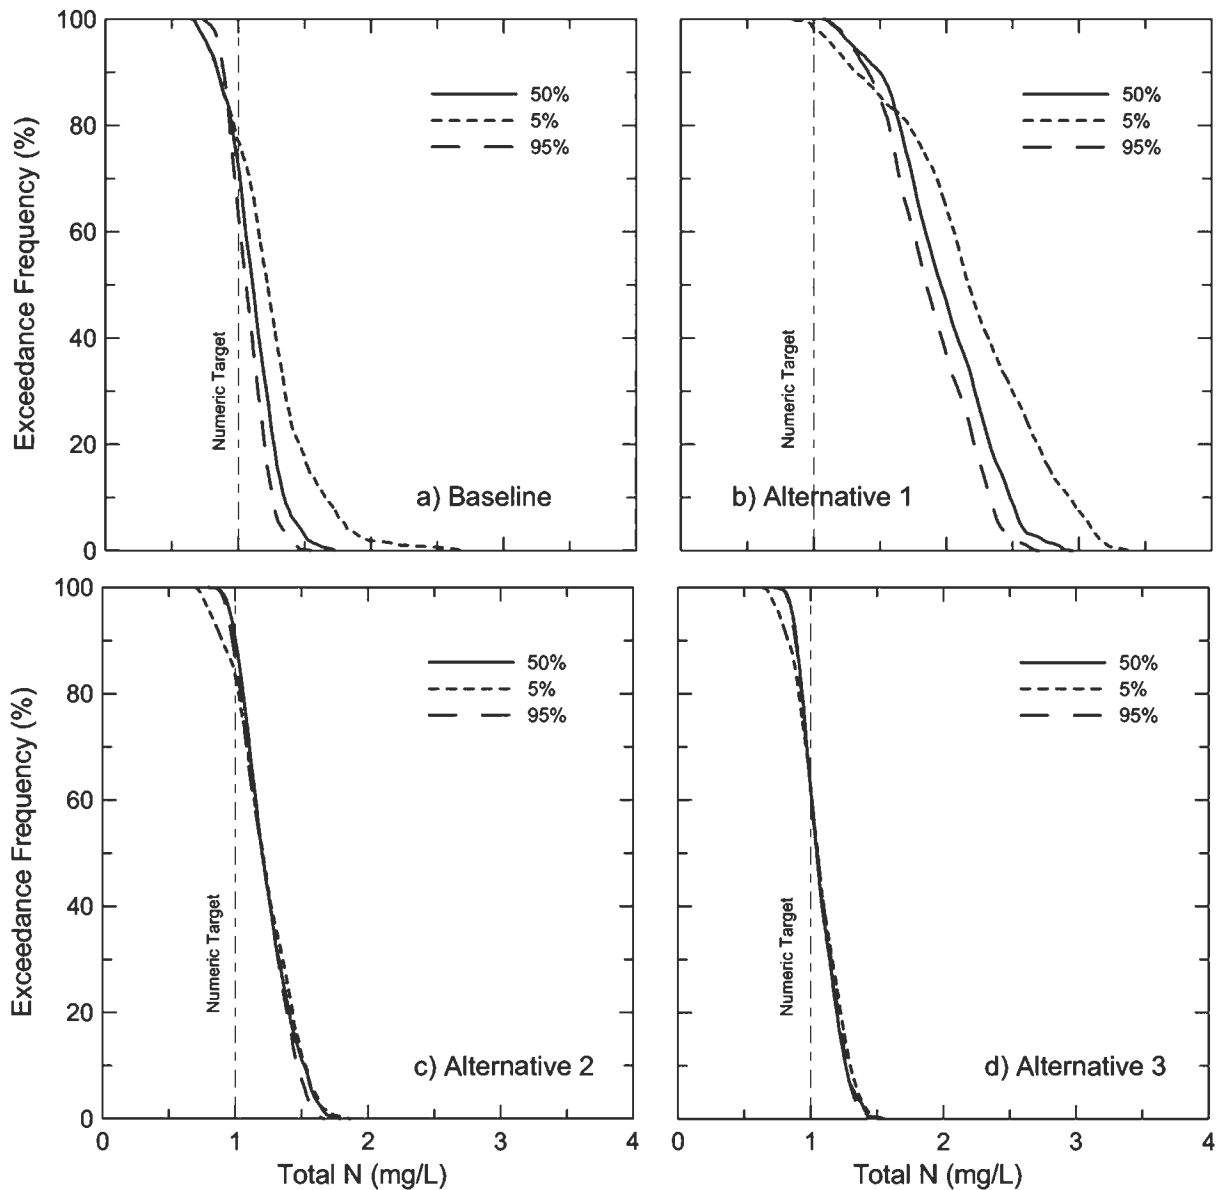 100
80
60
40
20
0
Exceedance Frequency (%)
50%
5%
95%
Numeric Target
a) Baseline
50%
5%
95%
Numeric Target
b) Alternative 1
100
80
60
40
20
0
Exceedance Frequency (%)
50%
5%
95%
Numeric Target
c) Alternative 2
0 1 2 3 4
Total N (mg/L)
50%
5%
95%
Numeric Target
d) Alternative 3
0 1 2 3 4
Total N (mg/L)